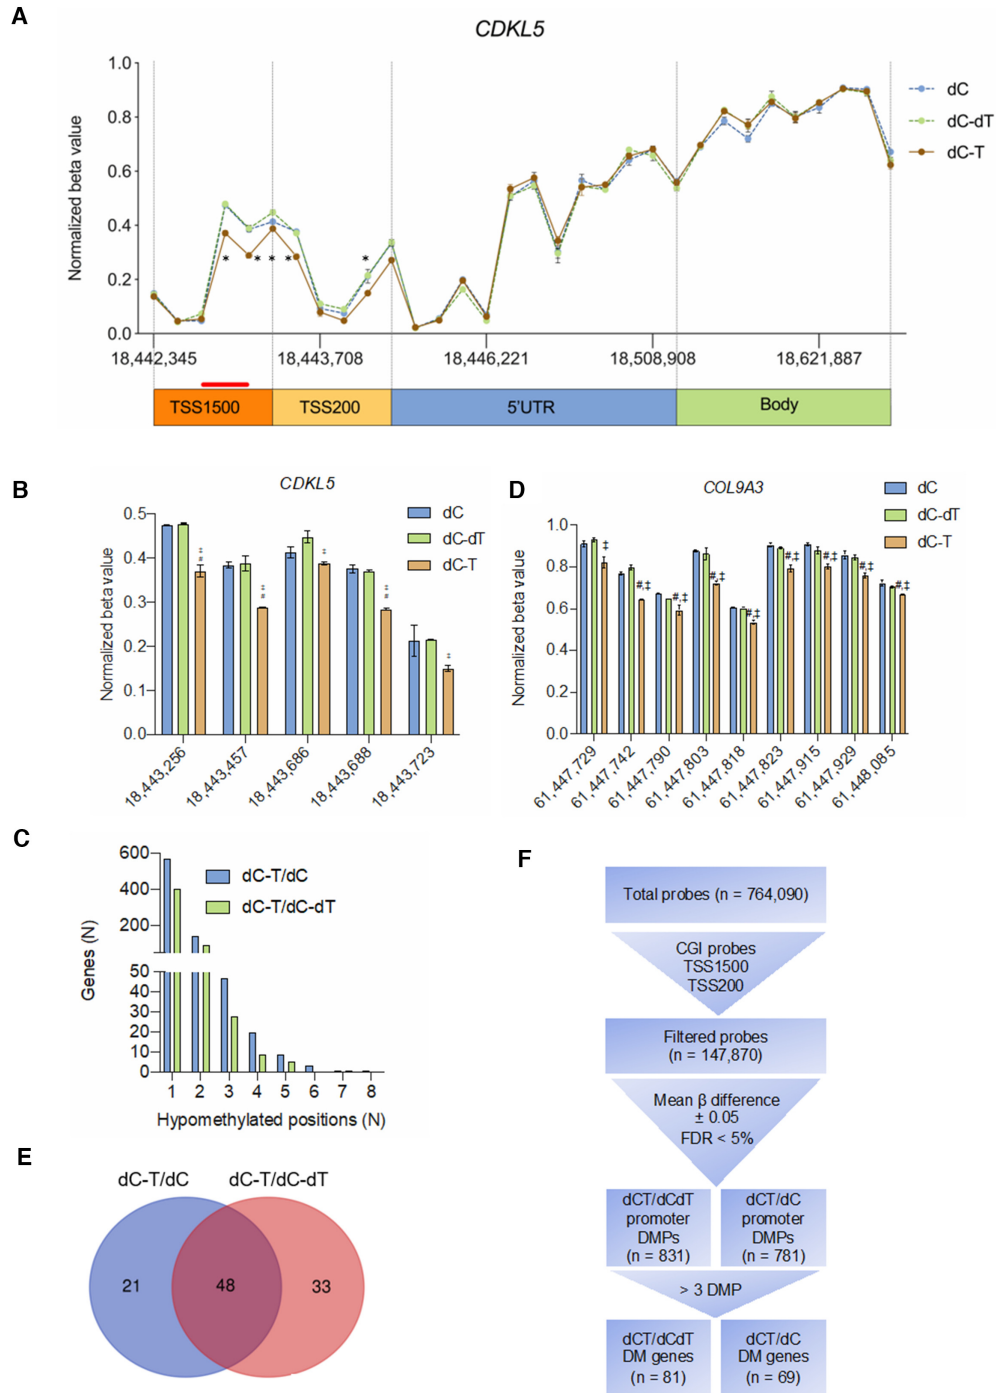 A
CDKL5
Normalized beta value
1.0
0.8
0.6
0.4
0.2
0.0
dC
dC-dT
dC-T
* * * * *
18,442,345 18,443,708 18,446,221 18,508,908 18,621,887
TSS1500 TSS200 5'UTR Body
B
CDKL5
Normalized beta value
0.5
0.4
0.3
0.2
0.1
0.0
dC
dC-dT
dC-T
‡
#
‡
#
‡
‡
#
‡
18,443,256 18,443,457 18,443,686 18,443,688 18,443,723
D
COL9A3
Normalized beta value
1.0
0.8
0.6
0.4
0.2
0.0
dC
dC-dT
dC-T
‡ #,‡ #,‡ #,‡ #,‡ #,‡ #,‡ #,‡ #,‡
61,447,729 61,447,742 61,447,790 61,447,803 61,447,818 61,447,823 61,447,915 61,447,929 61,448,085
C
Genes (N)
600
400
200
50
40
30
20
10
0
dC-T/dC
dC-T/dC-dT
1 2 3 4 5 6 7 8
Hypomethylated positions (N)
E
dC-T/dC dC-T/dC-dT
21 48 33
F
Total probes (n = 764,090)
CGI probes
TSS1500
TSS200
Filtered probes
(n = 147,870)
Mean β difference
± 0.05
FDR < 5%
dCT/dCdT
promoter
DMPs
(n = 831)
dCT/dC
promoter
DMPs
(n = 781)
> 3 DMP
dCT/dCdT
DM genes
(n = 81)
dCT/dC
DM genes
(n = 69)